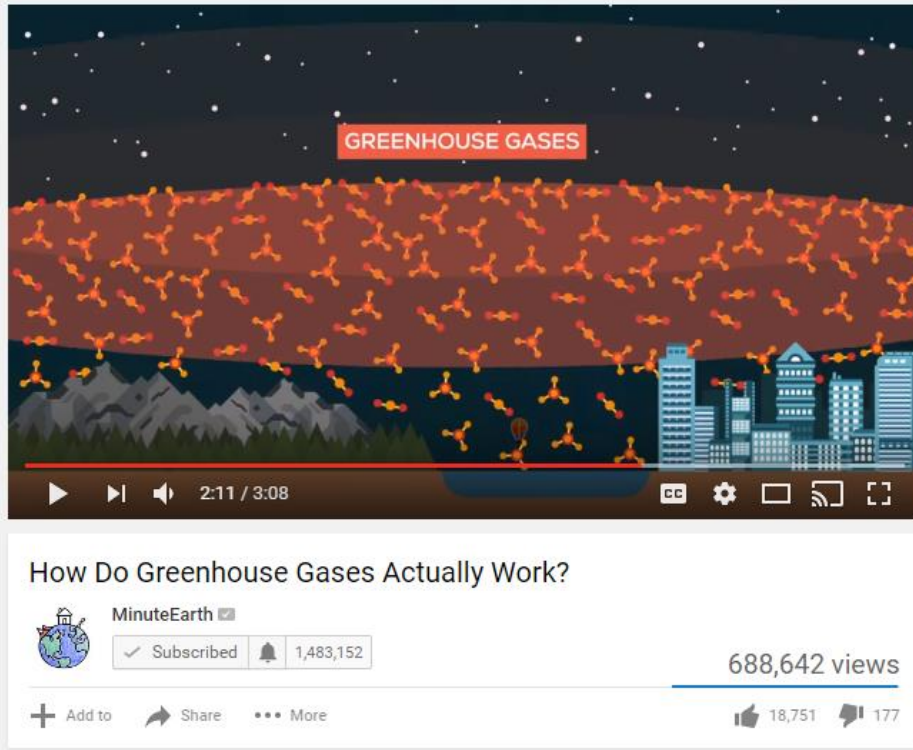 GREENHOUSE GASES
2:11 / 3:08
CC
How Do Greenhouse Gases Actually Work?
MinuteEarth
Subscribed 1,483,152
688,642 views
Add to Share More 18,751 177